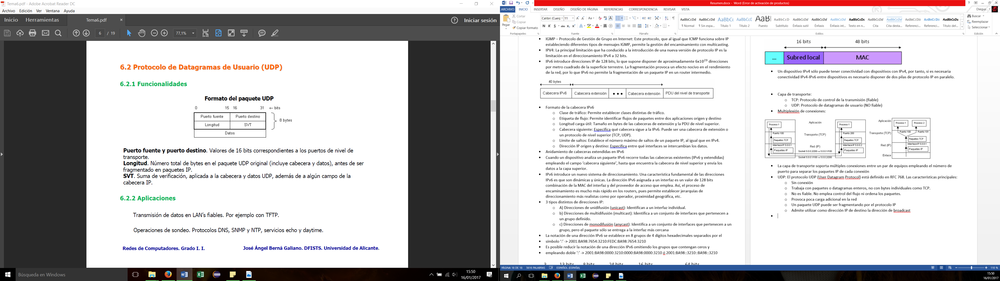 Tema6.pdf - Adobe Acrobat Reader DC
Archivo Edición Ver Ventana Ayuda
Inicio Herramientas Tema6.pdf × Iniciar sesión
6 / 19 77,1%
6.2 Protocolo de Datagramas de Usuario (UDP)
6.2.1 Funcionalidades
Formato del paquete UDP
0 15 16 31 ← bits
Puerto fuente Puerto destino
8 bytes
Longitud SVT
Datos
Puerto fuente y puerto destino. Valores de 16 bits correspondientes a los puertos de nivel de
transporte.
Longitud. Número total de bytes en el paquete UDP original (incluye cabecera y datos), antes de ser
fragmentado en paquetes IP.
SVT. Suma de verificación, aplicada a la cabecera y datos UDP, además de a algún campo de la
cabecera IP.
6.2.2 Aplicaciones
Transmisión de datos en LAN's fiables. Por ejemplo con TFTP.
Operaciones de sondeo. Protocolos DNS, SNMP y NTP, servicios echo y daytime.
Redes de Computadores. Grado I. I. José Ángel Berná Galiano. DFISTS. Universidad de Alicante.
Búsqueda en Windows
15:50
16/01/2017
Resumen.docx - Word (Error de activación de productos)
ARCHIVO INICIO INSERTAR DISEÑO DISEÑO DE PÁGINA REFERENCIAS CORRESPONDENCIA REVISAR VISTA
Diegus .
Pegar
Cortar
Copiar
Copiar formato
Portapapeles
Calibri (Cuerp 11
N K S abc x₂ x²
Fuente
Párrafo
AaBbCcDd AaBbCcDd AaBbC( AaBbCcC AaB( AaBbCcD AaBbCcDd AaBbCcDd AaBbCcDd AaBbCcDc AaBbCcDd AaBbCcDd AABBCCDD AABBCCDD AaBbCcDc
¶ Normal ¶ Sin espa... Título 1 Título 2 Puesto Subtítulo Énfasis sutil Énfasis Énfasis int... Texto en n... Cita Cita desta... Referenci... Referenci... Título del...
Estilos
Buscar
Reemplazar
Seleccionar
Edición
• IGMP – Protocolo de Gestión de Grupo en Internet: Este protocolo, que al igual que ICMP funciona sobre IP
estableciendo diferentes tipos de mensajes IGMP, permite la gestión del encaminamiento con multicasting.
• IPV4: La principal limitación que ha conducido a la introducción de una nueva versión de protocolo IP es la
limitación en el direccionamiento IPv4 a 32 bits.
• IPv6 introduce direcciones IP de 128 bits, lo que supone disponer de aproximadamente 6x10²³ direcciones
por metro cuadrado de la superficie terrestre. La fragmentación provoca un efecto nocivo en el rendimiento
de la red, por lo que IPv6 no permite la fragmentación de un paquete IP en un router intermedio.
40 bytes
Cabecera IPv6 Cabecera extensión • • • Cabecera extensión PDU del nivel de transporte
• Formato de la cabecera IPv6
o Clase de tráfico: Permite establecer clases distintas de tráfico.
o Etiqueta de flujo: Permite identificar flujos de paquetes entre dos aplicaciones origen y destino
o Longitud carga útil: Tamaño en bytes de las cabeceras de extensión y la PDU de nivel superior.
o Cabecera siguiente: Especifica qué cabecera sigue a la IPv6. Puede ser una cabecera de extensión o
un protocolo de nivel superior (TCP, UDP).
o Límite de saltos: Establece el número máximo de saltos de un paquete IP, al igual que en IPv4.
o Dirección IP origen y destino: Especifica entre qué interfaces se intercambian los datos.
• Anidamiento de cabeceras extendidas en IPv6
• Cuando un dispositivo analiza un paquete IPv6 recorre todas las cabeceras existentes (IPv6 y extendidas)
empleando el campo 'cabecera siguiente', hasta que encuentra la cabecera de nivel superior y envía los
datos a la capa superior.
• IPv6 introduce un nuevo sistema de direccionamiento. Una característica fundamental de las direcciones
IPv6 es que son dinámicas y únicas. La dirección IPv6 asignada a un interfaz es un valor de 128 bits
combinación de la MAC del interfaz y del proveedor de acceso que emplea. Así, el proceso de
encaminamiento es mucho más rápido en los routers, pues permite establecer jerarquías de
direccionamiento más realistas como por operador, proximidad geográfica, etc.
• 3 tipos distintos de direcciones IP:
o A) Direcciones de unidifusión (unicast): Identifican a un interfaz individual.
o b) Direcciones de multidifusión (multicast): Identifica a un conjunto de interfaces que pertenecen a
un grupo definido.
o c) Direcciones de monodifusión (anycast): Identifica a un conjunto de interfaces que pertenecen a un
grupo, pero el paquete sólo se entrega a la interfaz más cercana
• La notación de una dirección IPv6 se establece en 8 grupos de 4 dígitos hexadecimales separados por el
• símbolo ':' -> 2001:BA98:7654:3210:FEDC:BA98:7654:3210
• Es posible reducir la notación de una dirección IPv6 omitiendo los grupos que contengan ceros y
• empleando doble ':' -> 2001:BA98:0000:3210:0000:BA98:0000:3210 ó 2001:BA98::3210::BA98::3210
3 13 bits 8 bits 24 bits 16 bits 64 bits
16 bits 48 bits
... Subred local MAC
• Un dispositivo IPv4 sólo puede tener conectividad con dispositivos con IPv4, por tanto, si es necesaria
conectividad IPv4-IPv6 entre dispositivos es necesario disponer de dos pilas de protocolo IP en paralelo.
• Capa de transporte:
o TCP: Protocolo de control de la transmisión (fiable)
o UDP: Protocolo de datagramas de usuario (NO fiable)
• Multiplexión de conexiones:
Proceso 1 Aplicación Proceso 1 Aplicación Proceso 1 Proceso 2
Puerto 100 Transporte (TCP) Puerto 200 Transporte (TCP) Puerto 100 Puerto 101
Paquetes TCP Paquetes TCP Paquetes TCP
Interface IP 5.0.0.1 Red (IP) Interface IP 5.0.0.2 Red (IP) Interface IP 5.0.0.1
Paquetes IP Socket 5.0.0.2/200 → 5.0.0.1/100 Paquetes IP Paquetes IP
Socket 5.0.0.1/100 → 5.0.0.2/200 Enlace
• La capa de transporte soporta múltiples conexiones entre un par de equipos empleando el número de
puerto para separar los paquetes IP de cada conexión
• UDP: El protocolo UDP (User Datagram Protocol) está definido en RFC 768. Las características principales:
o Sin conexión
o Trabaja con paquetes o datagramas enteros, no con bytes individuales como TCP.
o No es fiable. No emplea control del flujo ni ordena los paquetes.
o Provoca poca carga adicional en la red
o Un paquete UDP puede ser fragmentando por el protocolo IP
o Admite utilizar como dirección IP de destino la dirección de broadcast
•
PÁGINA 18 DE 18 5616 PALABRAS ESPAÑOL (ESPAÑA) 110 %
15:50
16/01/2017